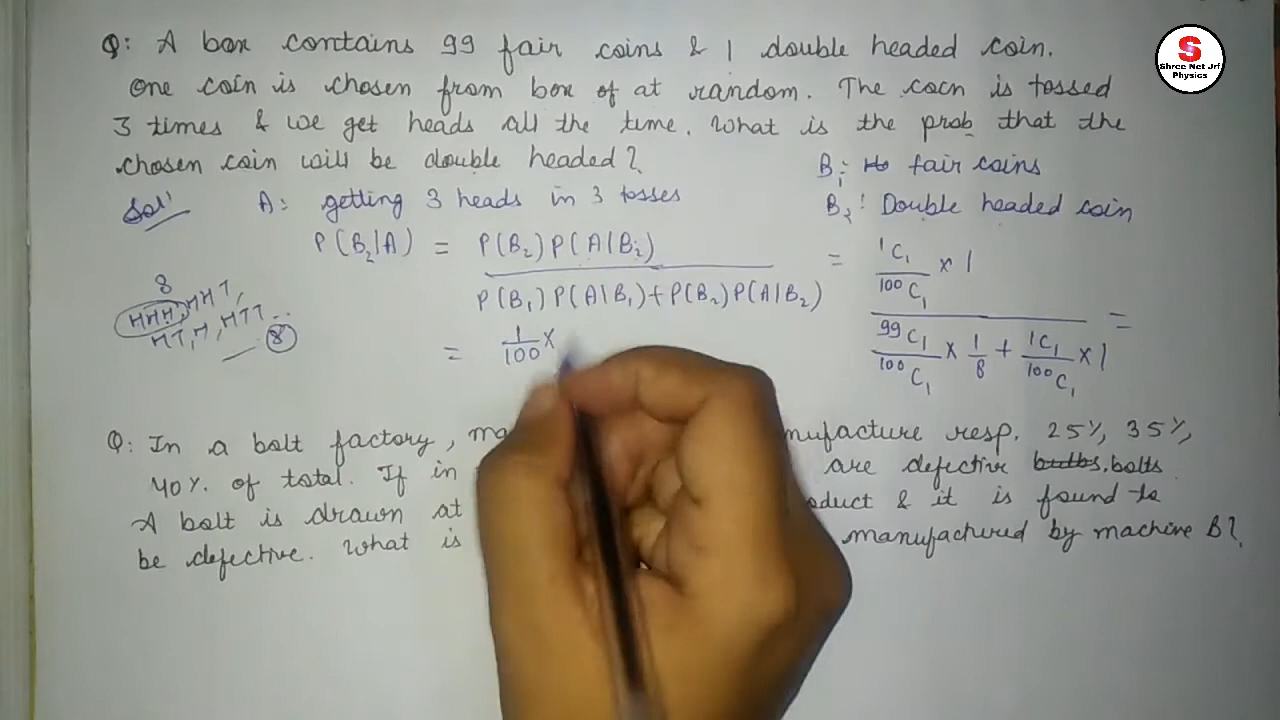 Q: A box contains 99 fair coins & 1 double headed coin.
One coin is chosen from box of at random. The coin is tossed
3 times & we get heads all the time. What is the prob that the
chosen coin will be double headed?
B₁: fair coins
Solⁿ A: getting 3 heads in 3 tosses
B₂: Double headed coin
P(B₂|A) = P(B₂)P(A|B₂) / P(B₁)P(A|B₁)+P(B₂)P(A|B₂) = ¹C₁/¹⁰⁰C₁ × 1 / ⁹⁹C₁/¹⁰⁰C₁ × 1/8 + ¹C₁/¹⁰⁰C₁ × 1 =
8
HHH, HHT,
HT,H, HTT ..
8
= 1/100 ×
Q: In a bolt factory, manufacture resp. 25%, 35%,
40%. of total. If in are defective bulbs, bolts
A bolt is drawn at & it is found to
be defective. What is manufactured by machine B?
S
Shree Net Jrf
Physics